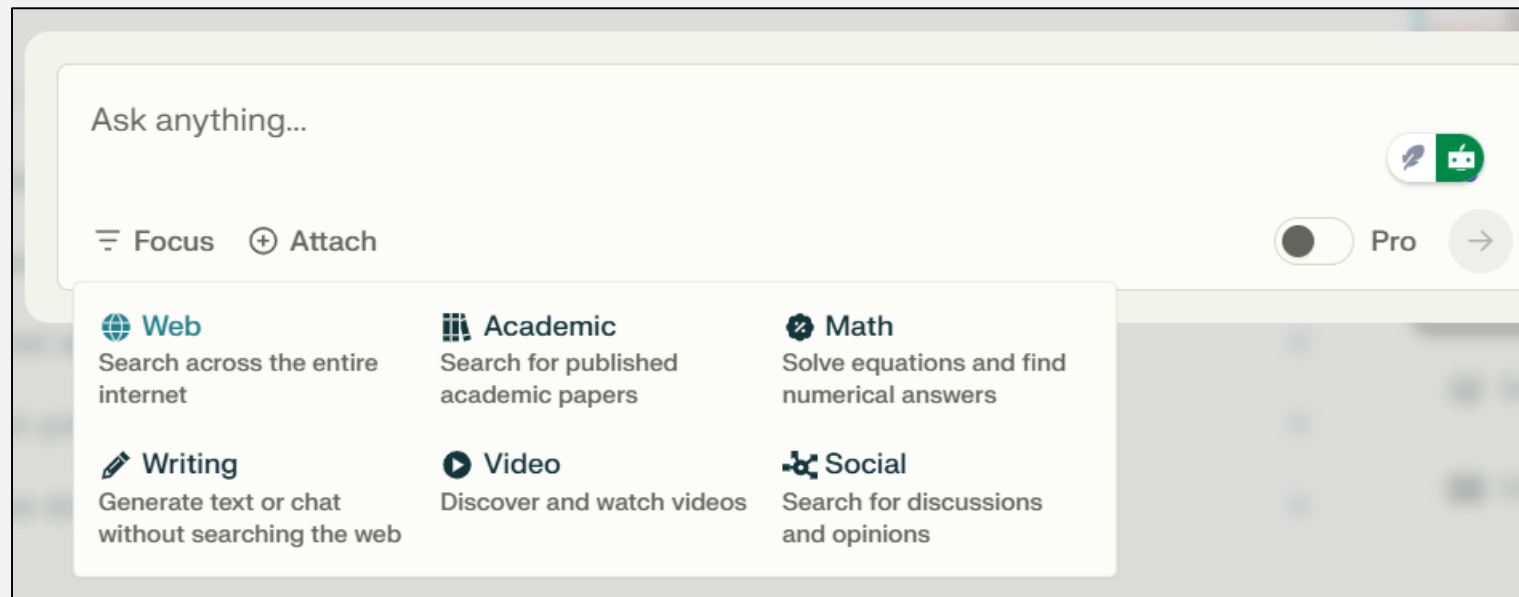 Ask anything...
Focus
Attach
Pro
Web
Search across the entire
internet
Academic
Search for published
academic papers
Math
Solve equations and find
numerical answers
Writing
Generate text or chat
without searching the web
Video
Discover and watch videos
Social
Search for discussions
and opinions